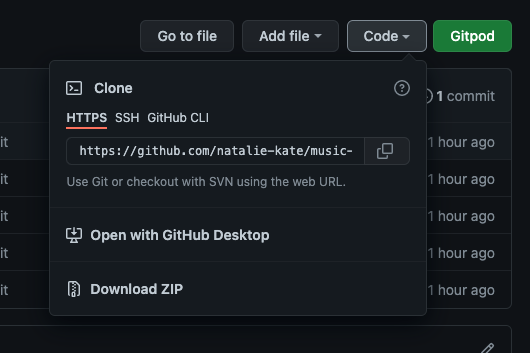 Go to file Add file Code Gitpod
Clone 1 commit
HTTPS SSH GitHub CLI
it 1 hour ago
https://github.com/natalie-kate/music-
it 1 hour ago
Use Git or checkout with SVN using the web URL.
it 1 hour ago
Open with GitHub Desktop
it 1 hour ago
Download ZIP
it 1 hour ago